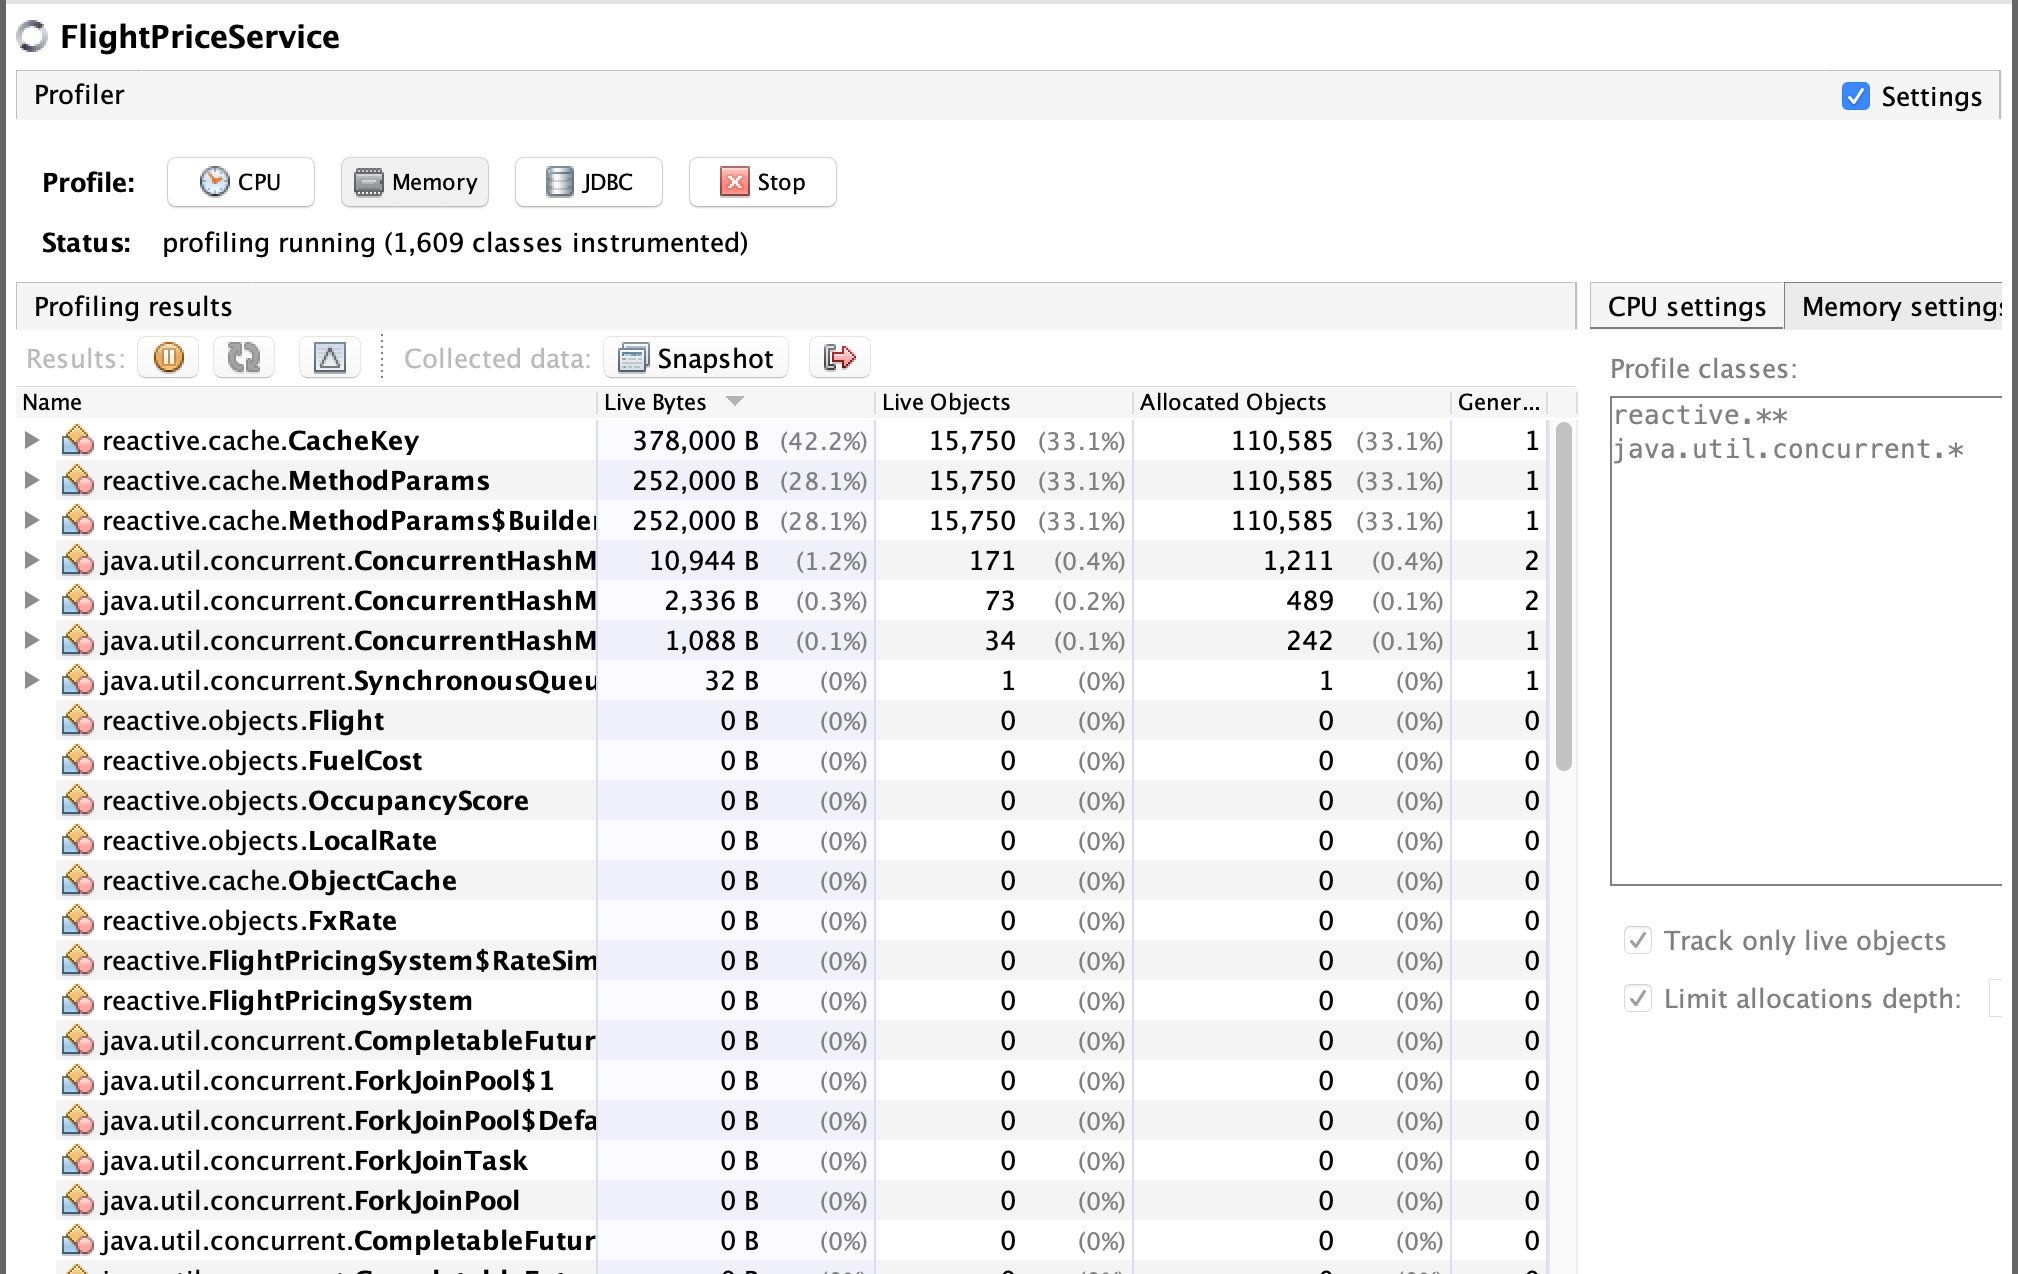 FlightPriceService
Profiler Settings
Profile: CPU Memory JDBC Stop
Status: profiling running (1,609 classes instrumented)
Profiling results CPU settings Memory settings
Results: Collected data: Snapshot
Profile classes:
reactive.**
java.util.concurrent.*
Name Live Bytes Live Objects Allocated Objects Gener...
reactive.cache.CacheKey 378,000 B (42.2%) 15,750 (33.1%) 110,585 (33.1%) 1
reactive.cache.MethodParams 252,000 B (28.1%) 15,750 (33.1%) 110,585 (33.1%) 1
reactive.cache.MethodParams$Builder 252,000 B (28.1%) 15,750 (33.1%) 110,585 (33.1%) 1
java.util.concurrent.ConcurrentHashM 10,944 B (1.2%) 171 (0.4%) 1,211 (0.4%) 2
java.util.concurrent.ConcurrentHashM 2,336 B (0.3%) 73 (0.2%) 489 (0.1%) 2
java.util.concurrent.ConcurrentHashM 1,088 B (0.1%) 34 (0.1%) 242 (0.1%) 1
java.util.concurrent.SynchronousQueu 32 B (0%) 1 (0%) 1 (0%) 1
reactive.objects.Flight 0 B (0%) 0 (0%) 0 (0%) 0
reactive.objects.FuelCost 0 B (0%) 0 (0%) 0 (0%) 0
reactive.objects.OccupancyScore 0 B (0%) 0 (0%) 0 (0%) 0
reactive.objects.LocalRate 0 B (0%) 0 (0%) 0 (0%) 0
reactive.cache.ObjectCache 0 B (0%) 0 (0%) 0 (0%) 0
reactive.objects.FxRate 0 B (0%) 0 (0%) 0 (0%) 0
reactive.FlightPricingSystem$RateSim 0 B (0%) 0 (0%) 0 (0%) 0
reactive.FlightPricingSystem 0 B (0%) 0 (0%) 0 (0%) 0
java.util.concurrent.CompletableFutur 0 B (0%) 0 (0%) 0 (0%) 0
java.util.concurrent.ForkJoinPool$1 0 B (0%) 0 (0%) 0 (0%) 0
java.util.concurrent.ForkJoinPool$Defa 0 B (0%) 0 (0%) 0 (0%) 0
java.util.concurrent.ForkJoinTask 0 B (0%) 0 (0%) 0 (0%) 0
java.util.concurrent.ForkJoinPool 0 B (0%) 0 (0%) 0 (0%) 0
java.util.concurrent.CompletableFutur 0 B (0%) 0 (0%) 0 (0%) 0
Track only live objects
Limit allocations depth: